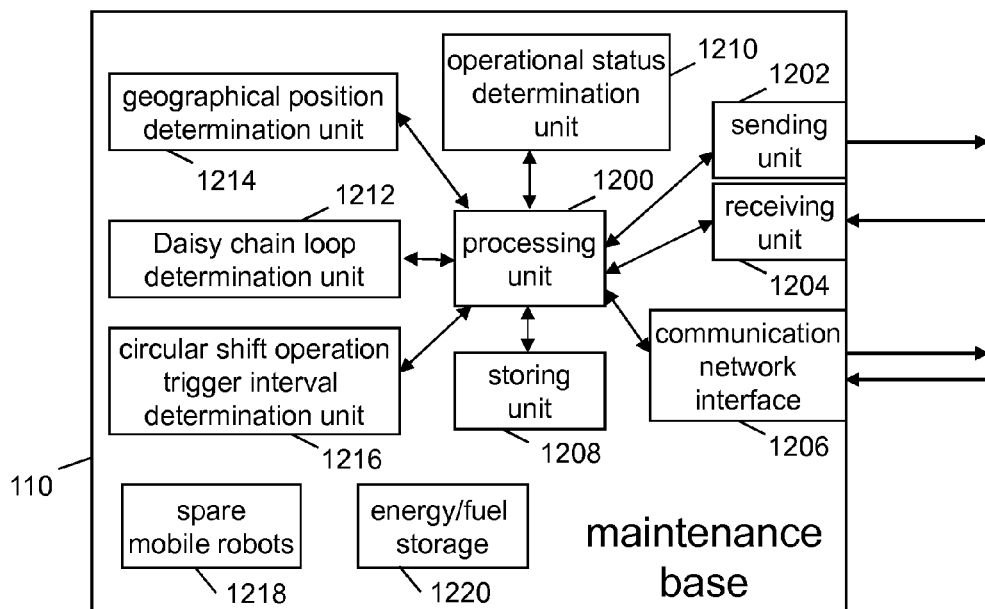 operational status
determination
unit
1210
geographical position
determination unit
1214
1202
sending
unit
1200
processing
unit
receiving
unit
1204
1212
Daisy chain loop
determination unit
circular shift operation
trigger interval
determination unit
1216
storing
unit
1208
communication
network
interface
1206
110
spare
mobile robots
1218
energy/fuel
storage
1220
maintenance
base